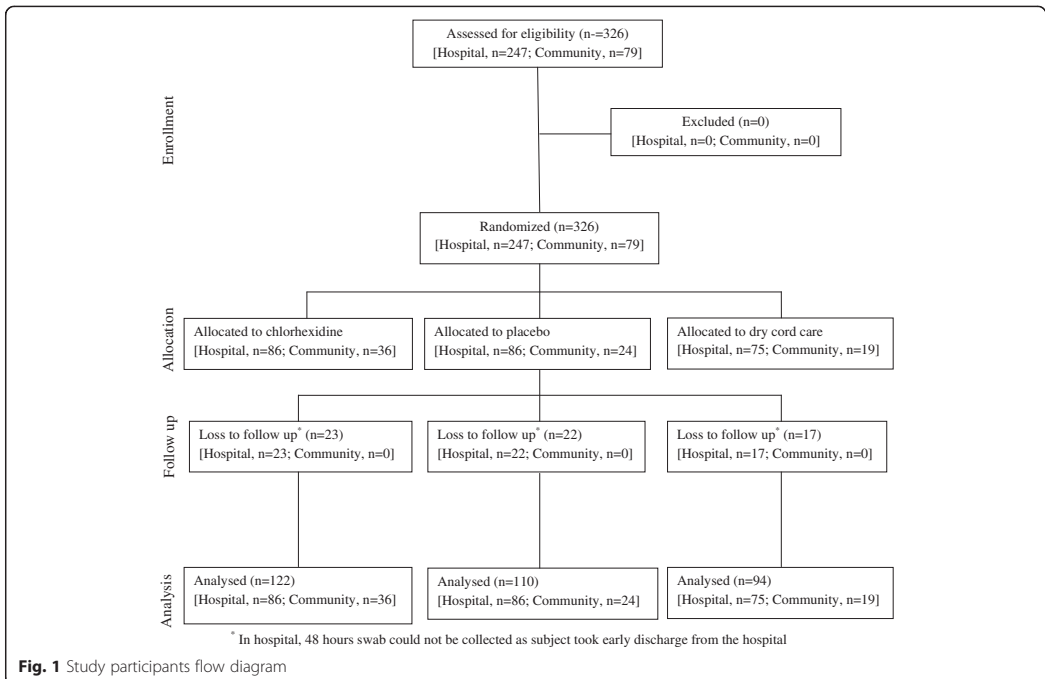 Assessed for eligibility (n-=326)
[Hospital, n=247; Community, n=79]
Enrollment
Excluded (n=0)
[Hospital, n=0; Community, n=0]
Randomized (n=326)
[Hospital, n=247; Community, n=79]
Allocation
Allocated to chlorhexidine
[Hospital, n=86; Community, n=36]
Allocated to placebo
[Hospital, n=86; Community, n=24]
Allocated to dry cord care
[Hospital, n=75; Community, n=19]
Follow up
Loss to follow up* (n=23)
[Hospital, n=23; Community, n=0]
Loss to follow up* (n=22)
[Hospital, n=22; Community, n=0]
Loss to follow up* (n=17)
[Hospital, n=17; Community, n=0]
Analysis
Analysed (n=122)
[Hospital, n=86; Community, n=36]
Analysed (n=110)
[Hospital, n=86; Community, n=24]
Analysed (n=94)
[Hospital, n=75; Community, n=19]
* In hospital, 48 hours swab could not be collected as subject took early discharge from the hospital
Fig. 1 Study participants flow diagram